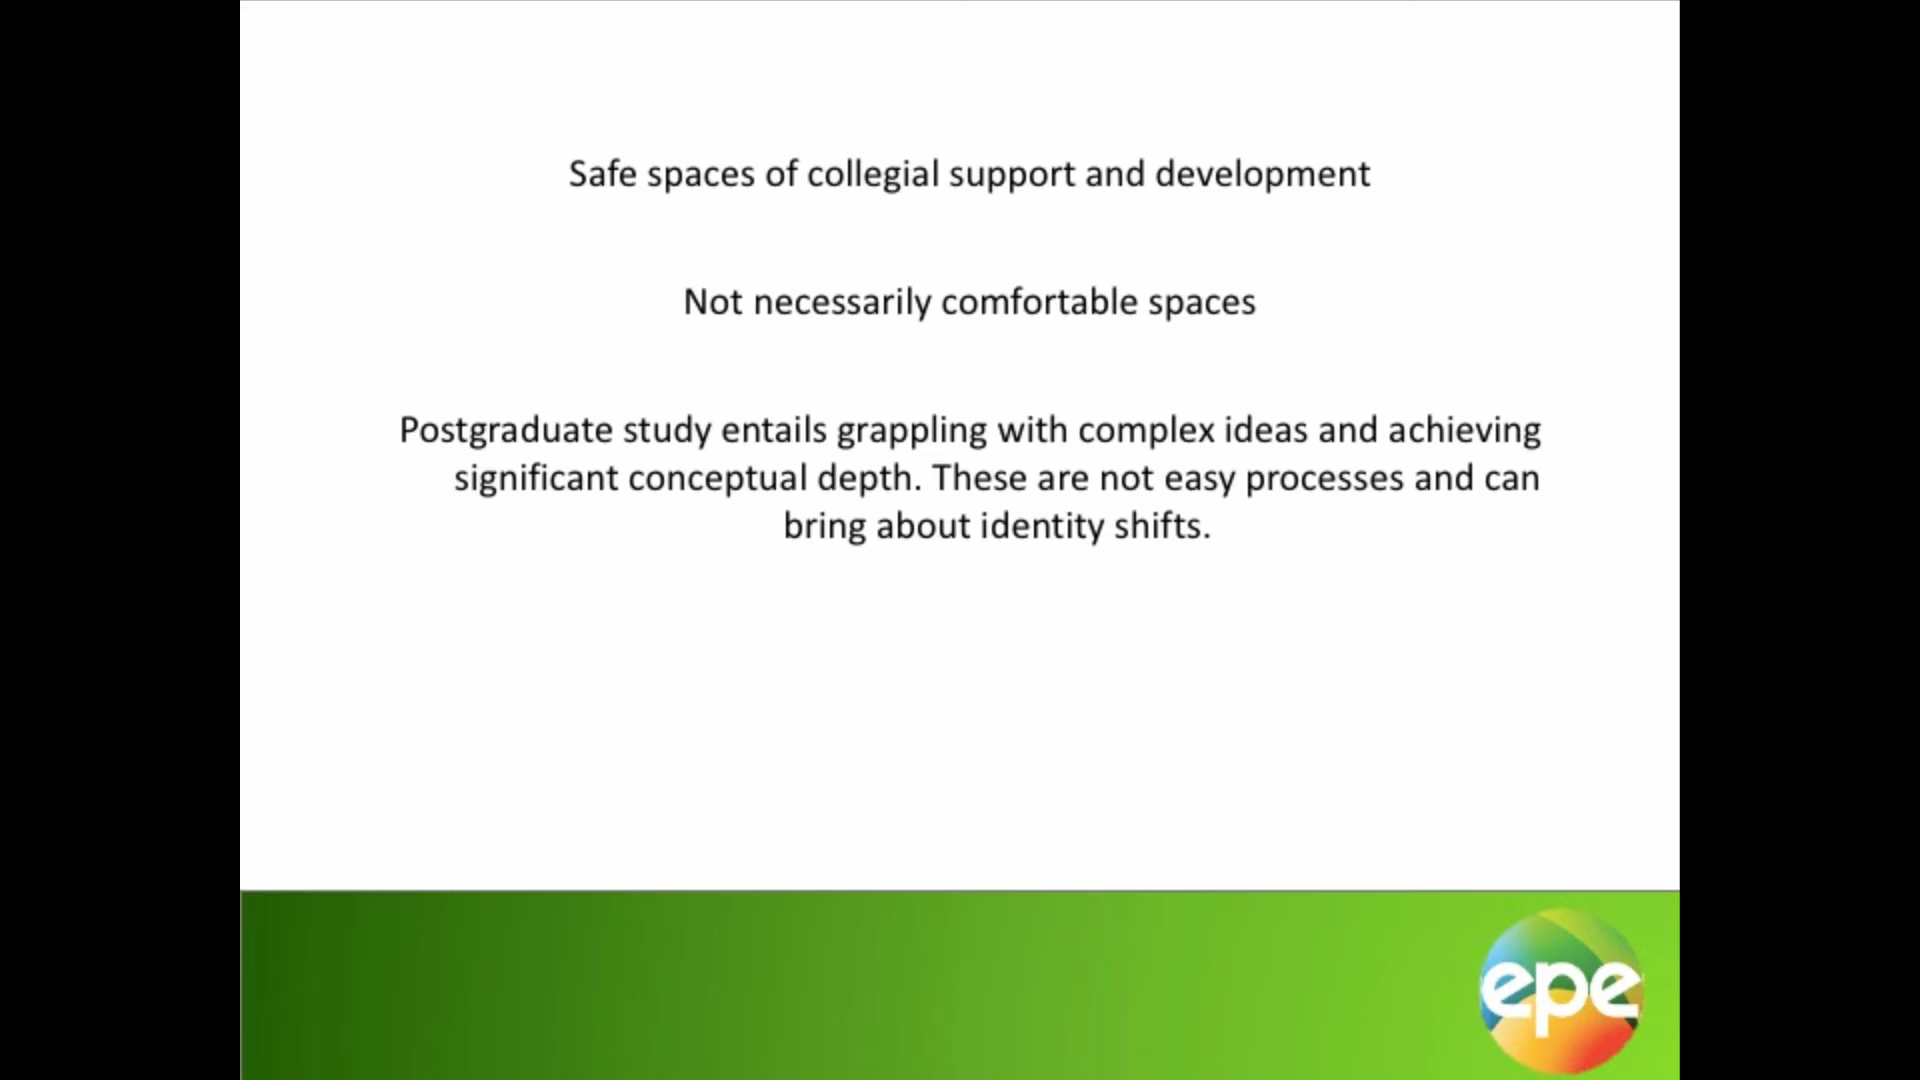 Safe spaces of collegial support and development
Not necessarily comfortable spaces
Postgraduate study entails grappling with complex ideas and achieving
significant conceptual depth. These are not easy processes and can
bring about identity shifts.
epe